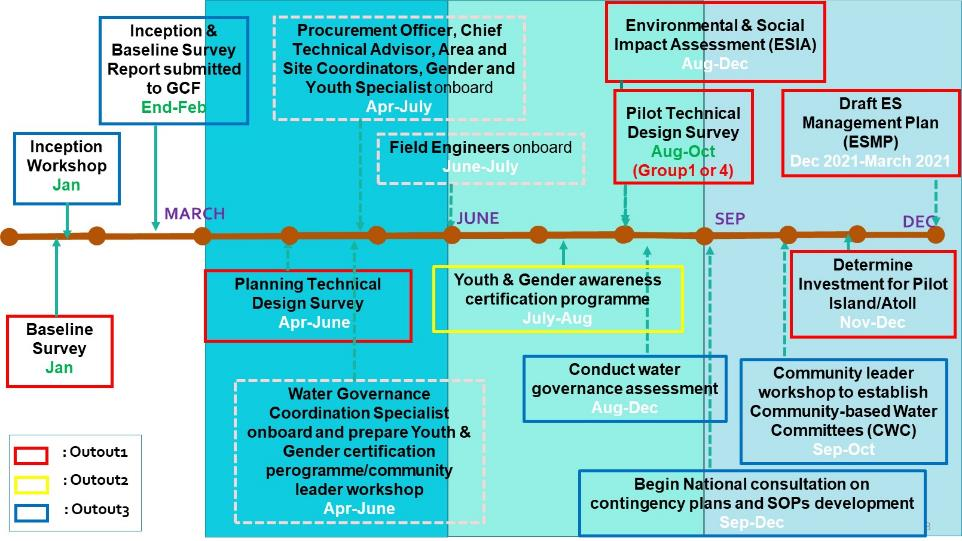 Inception &
Baseline Survey
Report submitted
to GCF
End-Feb
Procurement Officer, Chief
Technical Advisor, Area and
Site Coordinators, Gender and
Youth Specialist onboard
Apr-July
Environmental & Social
Impact Assessment (ESIA)
Aug-Dec
Inception
Workshop
Jan
Field Engineers onboard
June-July
Pilot Technical
Design Survey
Aug-Oct
(Group1 or 4)
Draft ES
Management Plan
(ESMP)
Dec 2021-March 2021
MARCH
JUNE
SEP
DEC
Baseline
Survey
Jan
Planning Technical
Design Survey
Apr-June
Youth & Gender awareness
certification programme
July-Aug
Determine
Investment for Pilot
Island/Atoll
Nov-Dec
Water Governance
Coordination Specialist
onboard and prepare Youth &
Gender certification
perogramme/community
leader workshop
Apr-June
Conduct water
governance assessment
Aug-Dec
Community leader
workshop to establish
Community-based Water
Committees (CWC)
Sep-Oct
Begin National consultation on
contingency plans and SOPs development
Sep-Dec
: Outout1
: Outout2
: Outout3